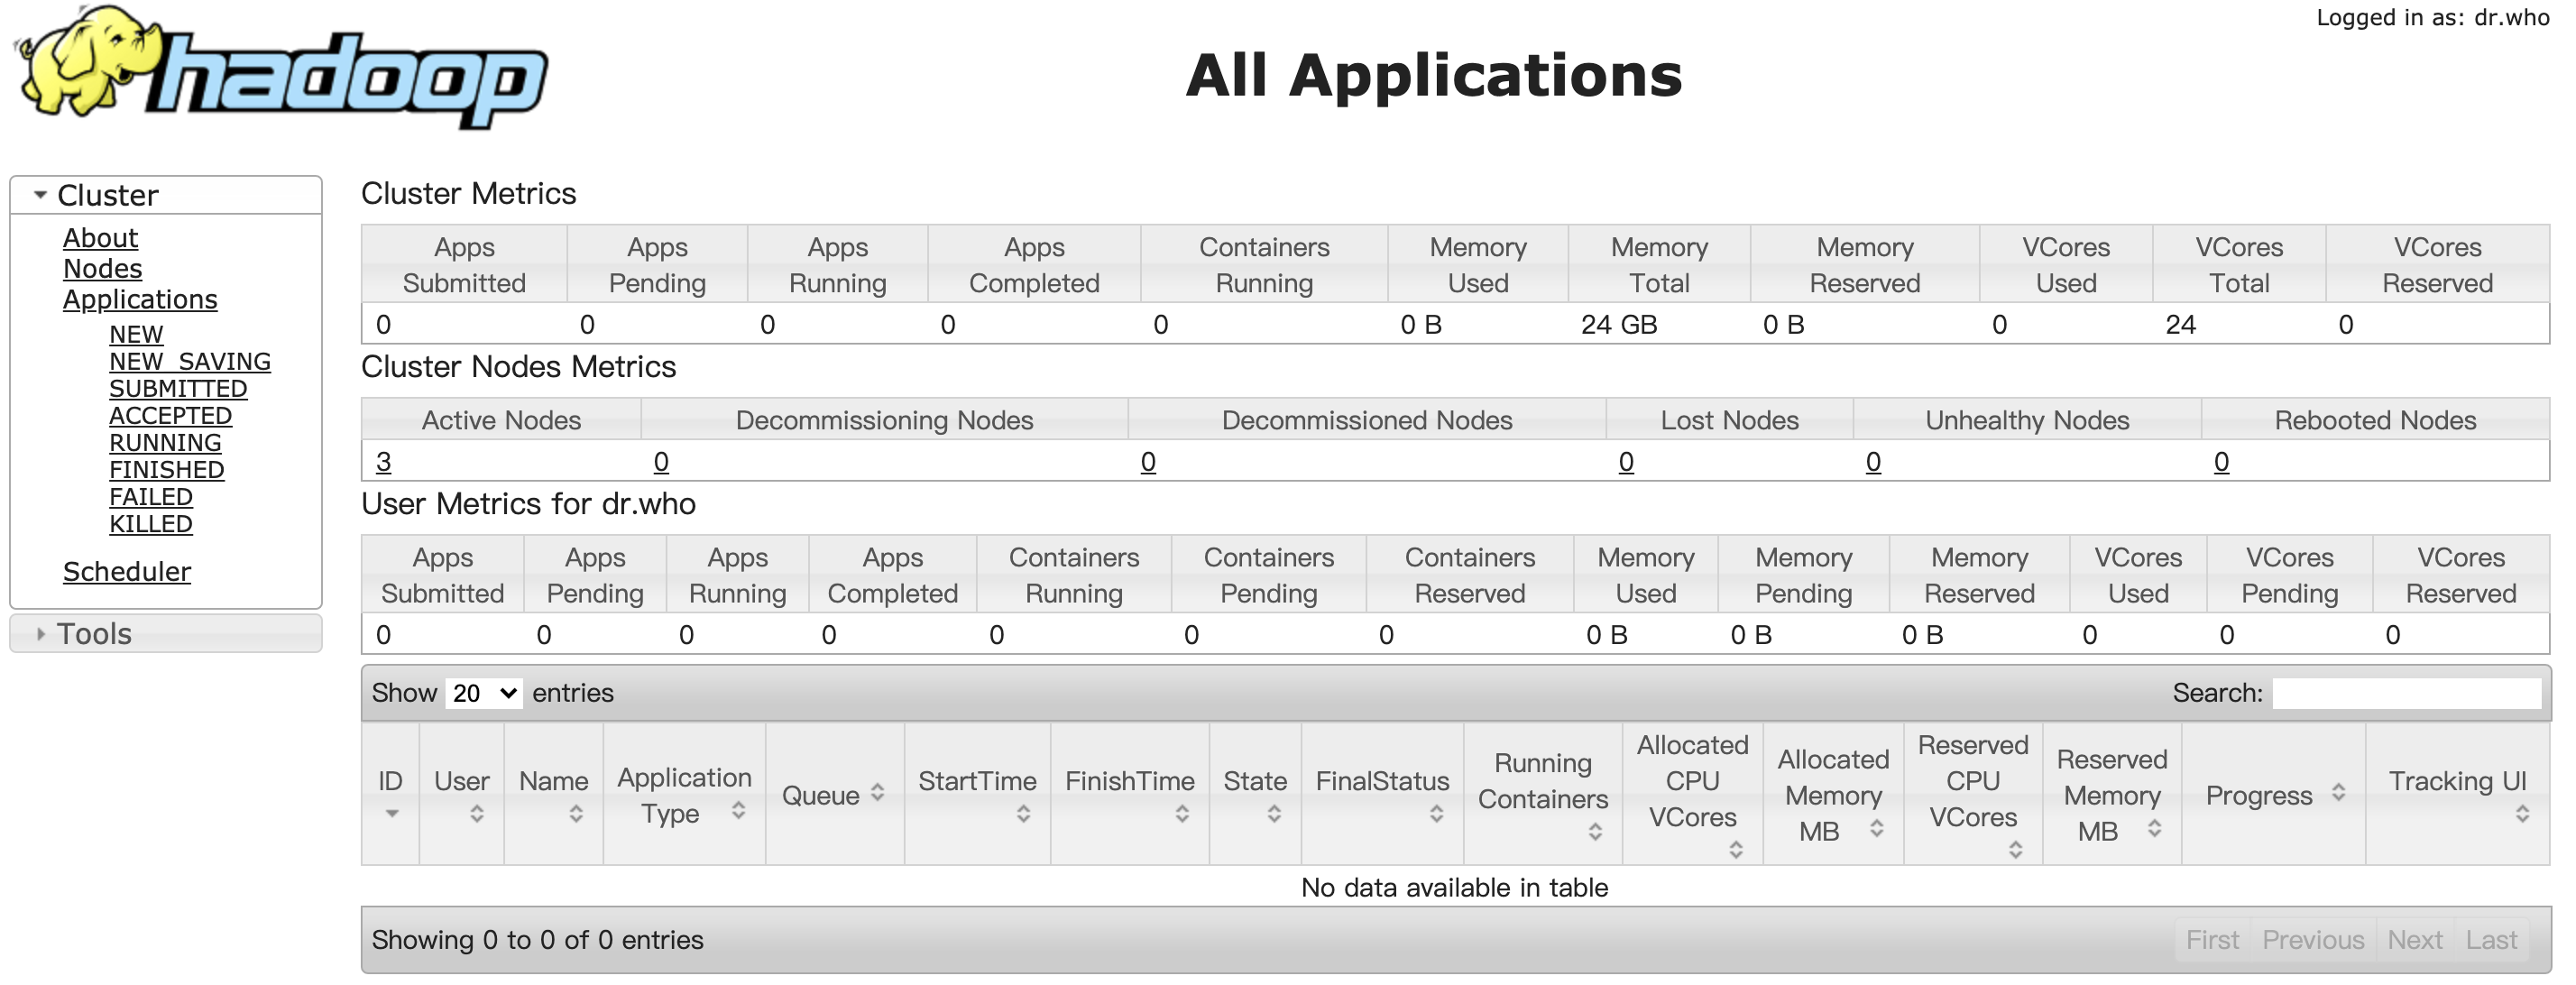 hadoop
Logged in as: dr.who
All Applications
Cluster
About
Nodes
Applications
NEW
NEW_SAVING
SUBMITTED
ACCEPTED
RUNNING
FINISHED
FAILED
KILLED
Scheduler
Tools
Cluster Metrics
Apps Submitted Apps Pending Apps Running Apps Completed Containers Running Memory Used Memory Total Memory Reserved VCores Used VCores Total VCores Reserved
0 0 0 0 0 0 B 24 GB 0 B 0 24 0
Cluster Nodes Metrics
Active Nodes Decommissioning Nodes Decommissioned Nodes Lost Nodes Unhealthy Nodes Rebooted Nodes
3 0 0 0 0 0
User Metrics for dr.who
Apps Submitted Apps Pending Apps Running Apps Completed Containers Running Containers Pending Containers Reserved Memory Used Memory Pending Memory Reserved VCores Used VCores Pending VCores Reserved
0 0 0 0 0 0 0 0 B 0 B 0 B 0 0 0
Show 20 entries Search:
ID User Name Application Type Queue StartTime FinishTime State FinalStatus Running Containers Allocated CPU VCores Allocated Memory MB Reserved CPU VCores Reserved Memory MB Progress Tracking UI
No data available in table
Showing 0 to 0 of 0 entries First Previous Next Last